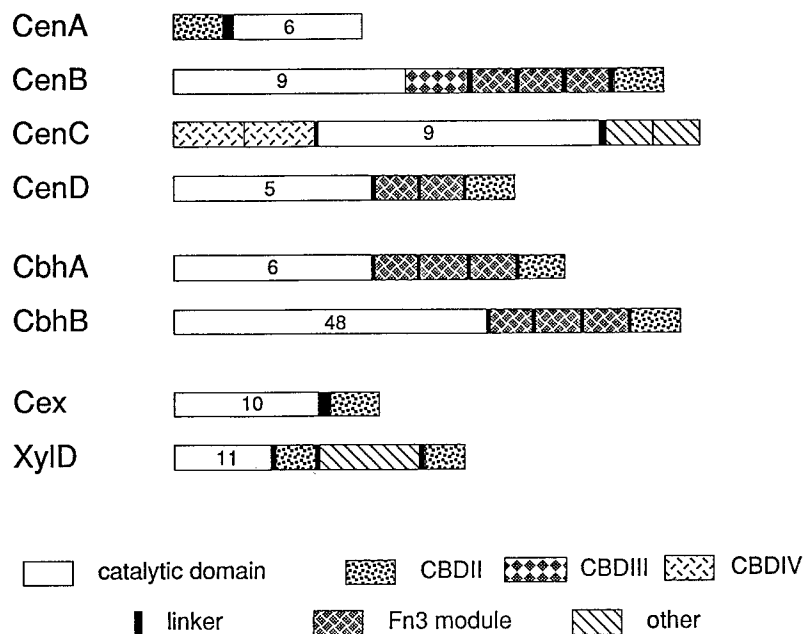 CenA 6
CenB 9
CenC 9
CenD 5
CbhA 6
CbhB 48
Cex 10
XylD 11
catalytic domain CBDII CBDIII CBDIV
linker Fn3 module other